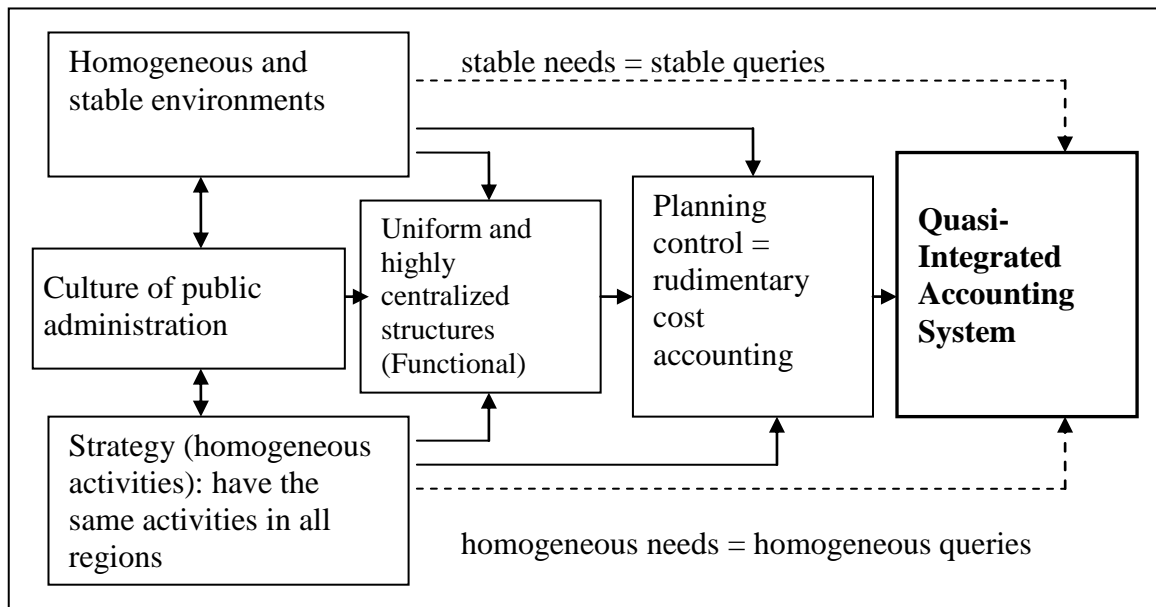 Homogeneous and
stable environments
stable needs = stable queries
Culture of public
administration
Uniform and
highly
centralized
structures
(Functional)
Planning
control =
rudimentary
cost
accounting
Quasi-
Integrated
Accounting
System
Strategy (homogeneous
activities): have the
same activities in all
regions
homogeneous needs = homogeneous queries